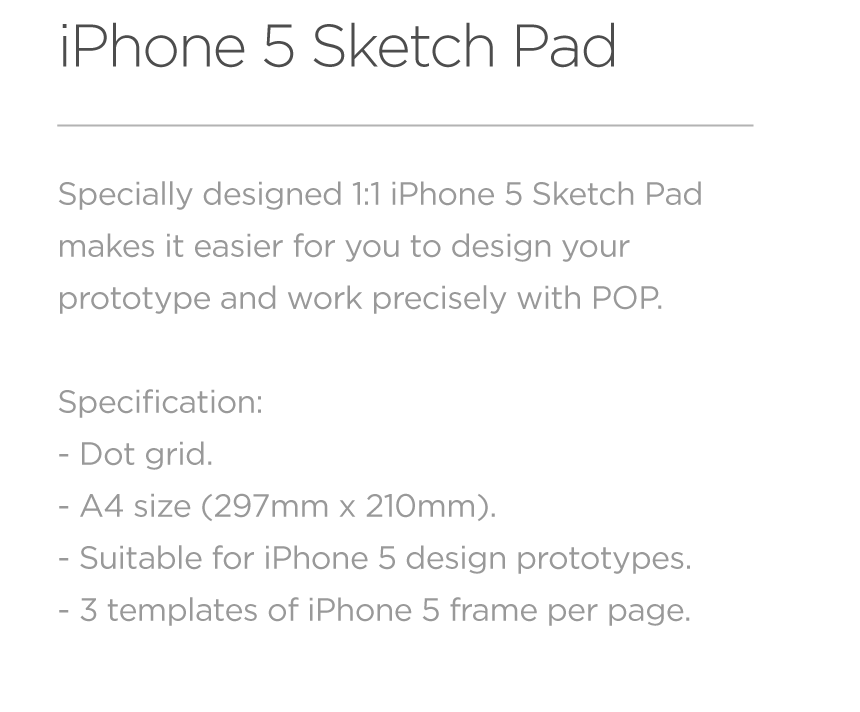 iPhone 5 Sketch Pad
Specially designed 1:1 iPhone 5 Sketch Pad
makes it easier for you to design your
prototype and work precisely with POP.
Specification:
- Dot grid.
- A4 size (297mm x 210mm).
- Suitable for iPhone 5 design prototypes.
- 3 templates of iPhone 5 frame per page.